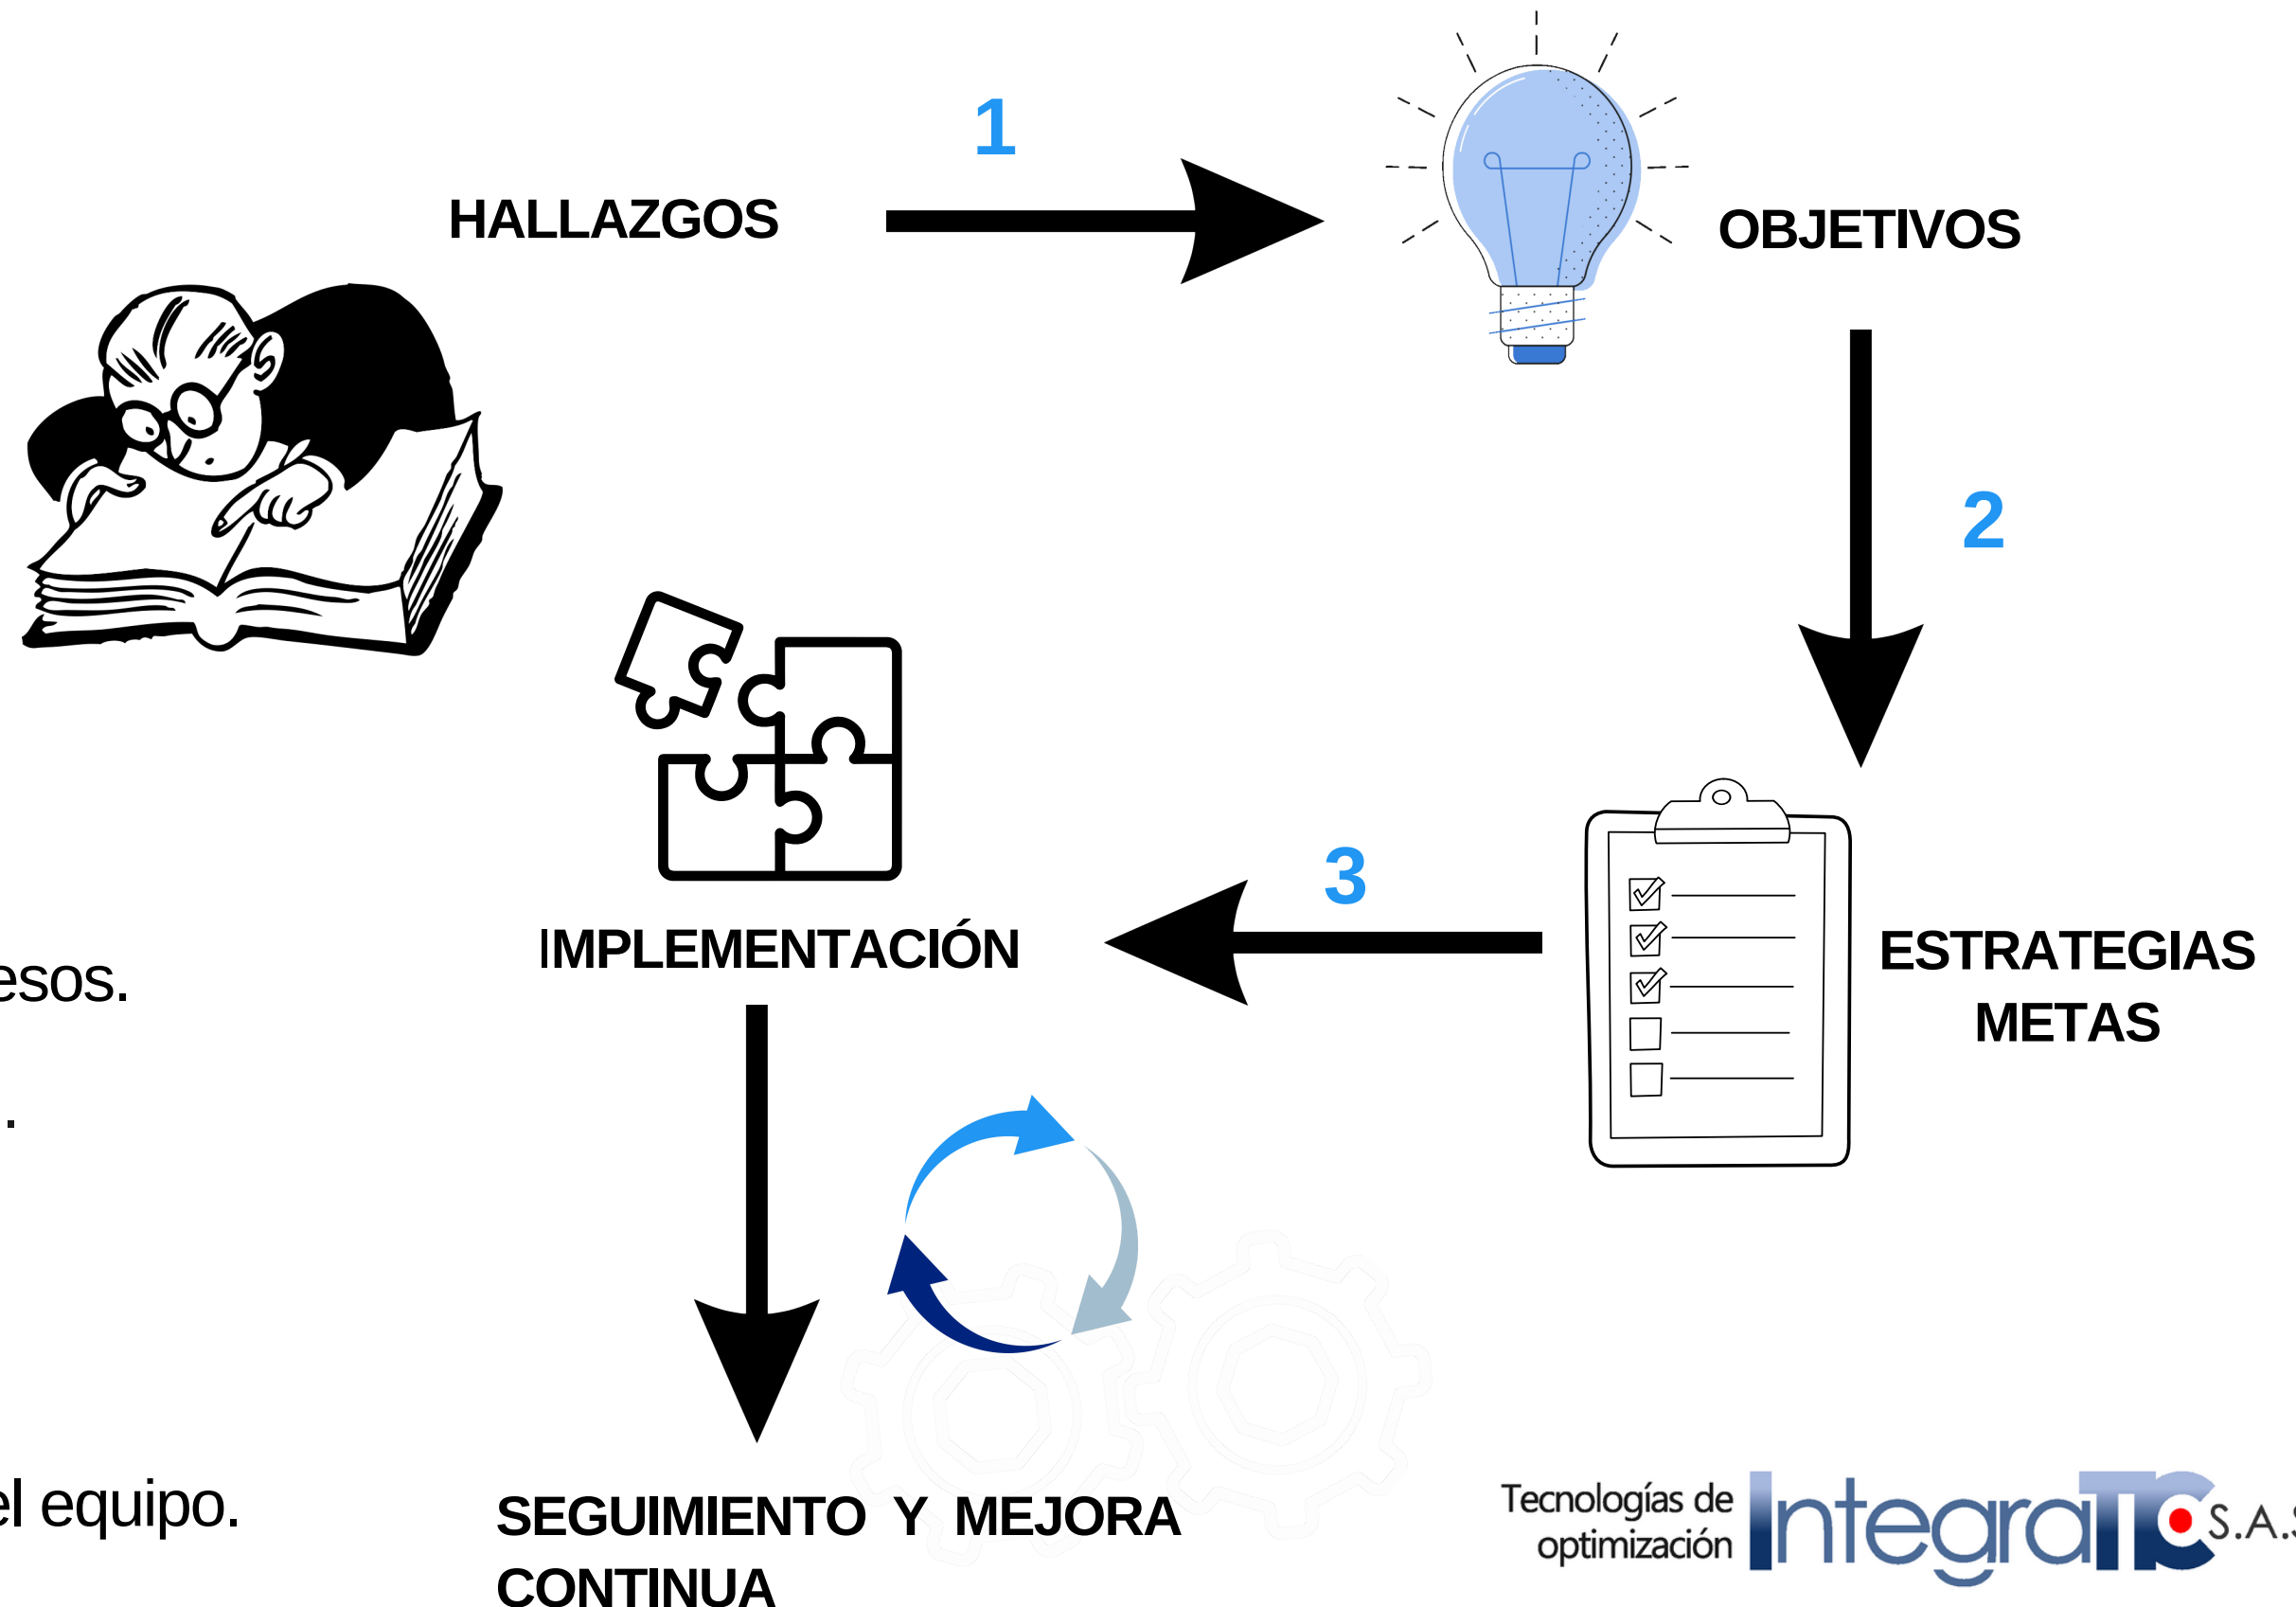 1
HALLAZGOS
OBJETIVOS
2
3
IMPLEMENTACIÓN
ESTRATEGIAS
METAS
esos.
.
el equipo.
SEGUIMIENTO Y MEJORA
CONTINUA
Tecnologías de
optimización
IntegraTIC S.A.S